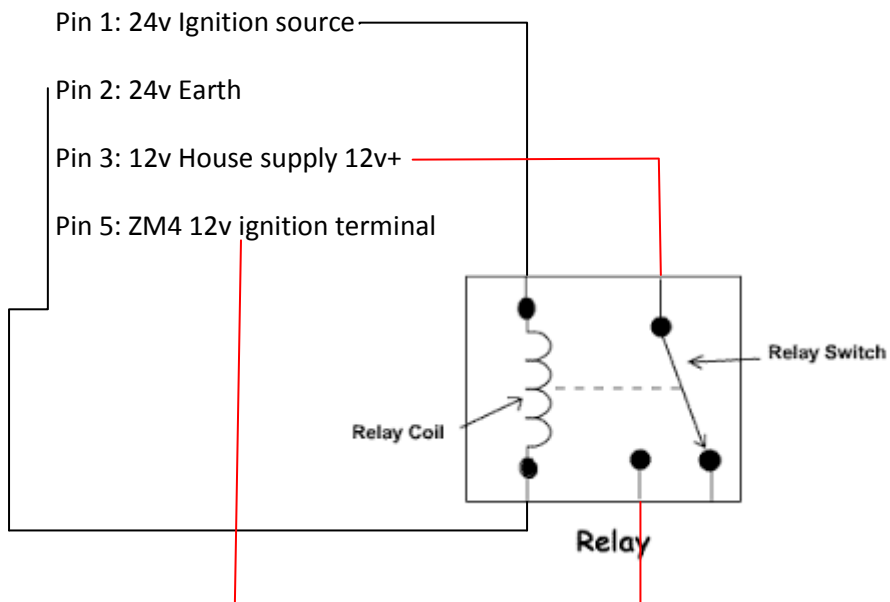 Pin 1: 24v Ignition source
Pin 2: 24v Earth
Pin 3: 12v House supply 12v+
Pin 5: ZM4 12v ignition terminal
Relay Switch
Relay Coil
Relay